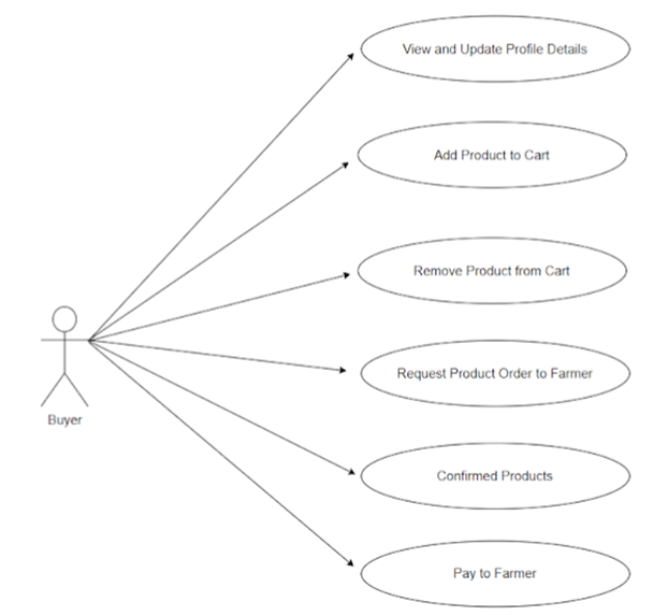 View and Update Profile Details
Add Product to Cart
Remove Product from Cart
Request Product Order to Farmer
Buyer
Confirmed Products
Pay to Farmer